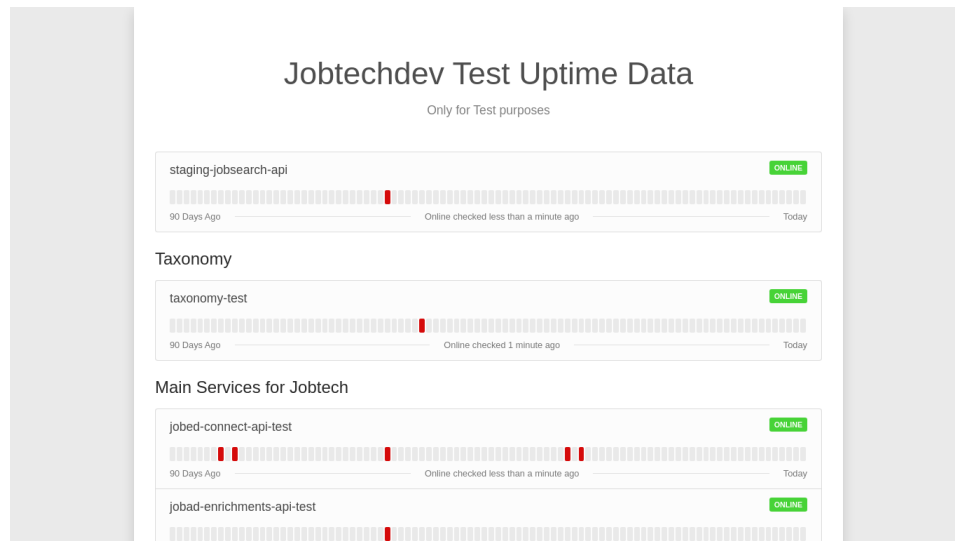 Jobtechdev Test Uptime Data
Only for Test purposes
staging-jobsearch-api ONLINE
90 Days Ago Online checked less than a minute ago Today
Taxonomy
taxonomy-test ONLINE
90 Days Ago Online checked 1 minute ago Today
Main Services for Jobtech
jobed-connect-api-test ONLINE
90 Days Ago Online checked less than a minute ago Today
jobad-enrichments-api-test ONLINE